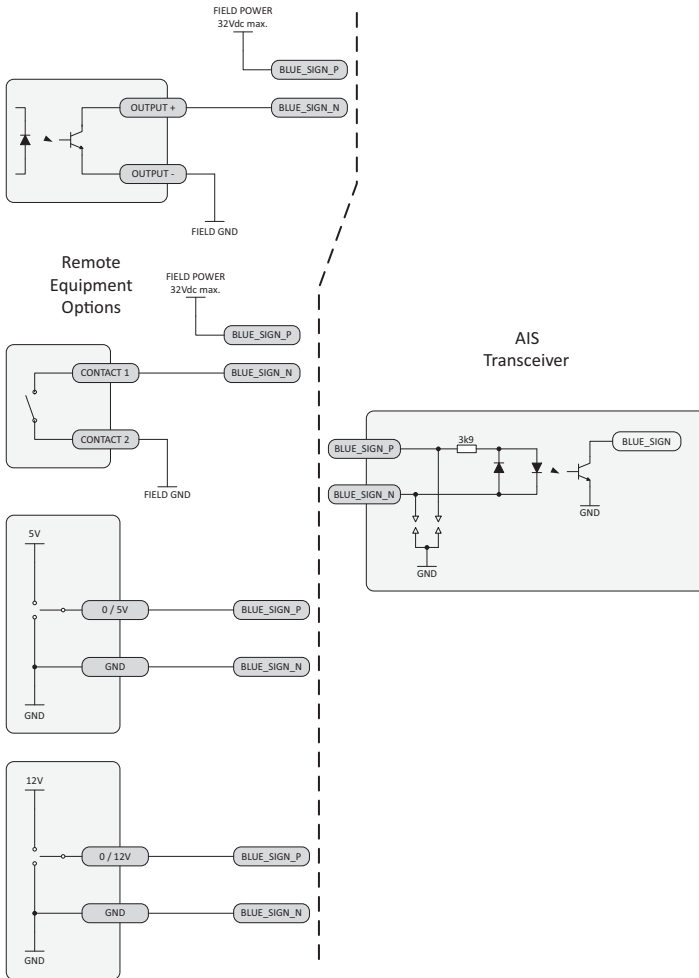 FIELD POWER
32Vdc max.
BLUE_SIGN_P
OUTPUT +
BLUE_SIGN_N
OUTPUT -
FIELD GND
Remote
Equipment
Options
FIELD POWER
32Vdc max.
BLUE_SIGN_P
CONTACT 1
BLUE_SIGN_N
CONTACT 2
FIELD GND
5V
0 / 5V
BLUE_SIGN_P
GND
BLUE_SIGN_N
GND
12V
0 / 12V
BLUE_SIGN_P
GND
BLUE_SIGN_N
GND
AIS
Transceiver
BLUE_SIGN_P
3k9
BLUE_SIGN
BLUE_SIGN_N
GND
GND